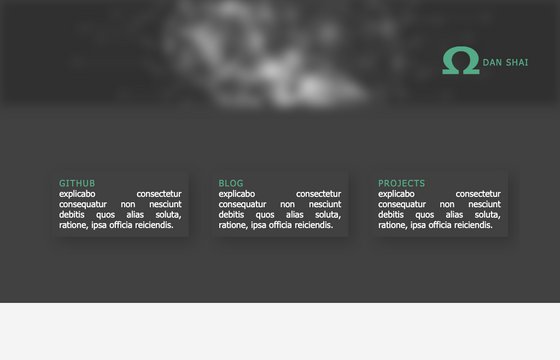 Ω DAN SHAI
GITHUB
explicabo consectetur
consequatur non nesciunt
debitis quos alias soluta,
ratione, ipsa officia reiciendis.
BLOG
explicabo consectetur
consequatur non nesciunt
debitis quos alias soluta,
ratione, ipsa officia reiciendis.
PROJECTS
explicabo consectetur
consequatur non nesciunt
debitis quos alias soluta,
ratione, ipsa officia reiciendis.